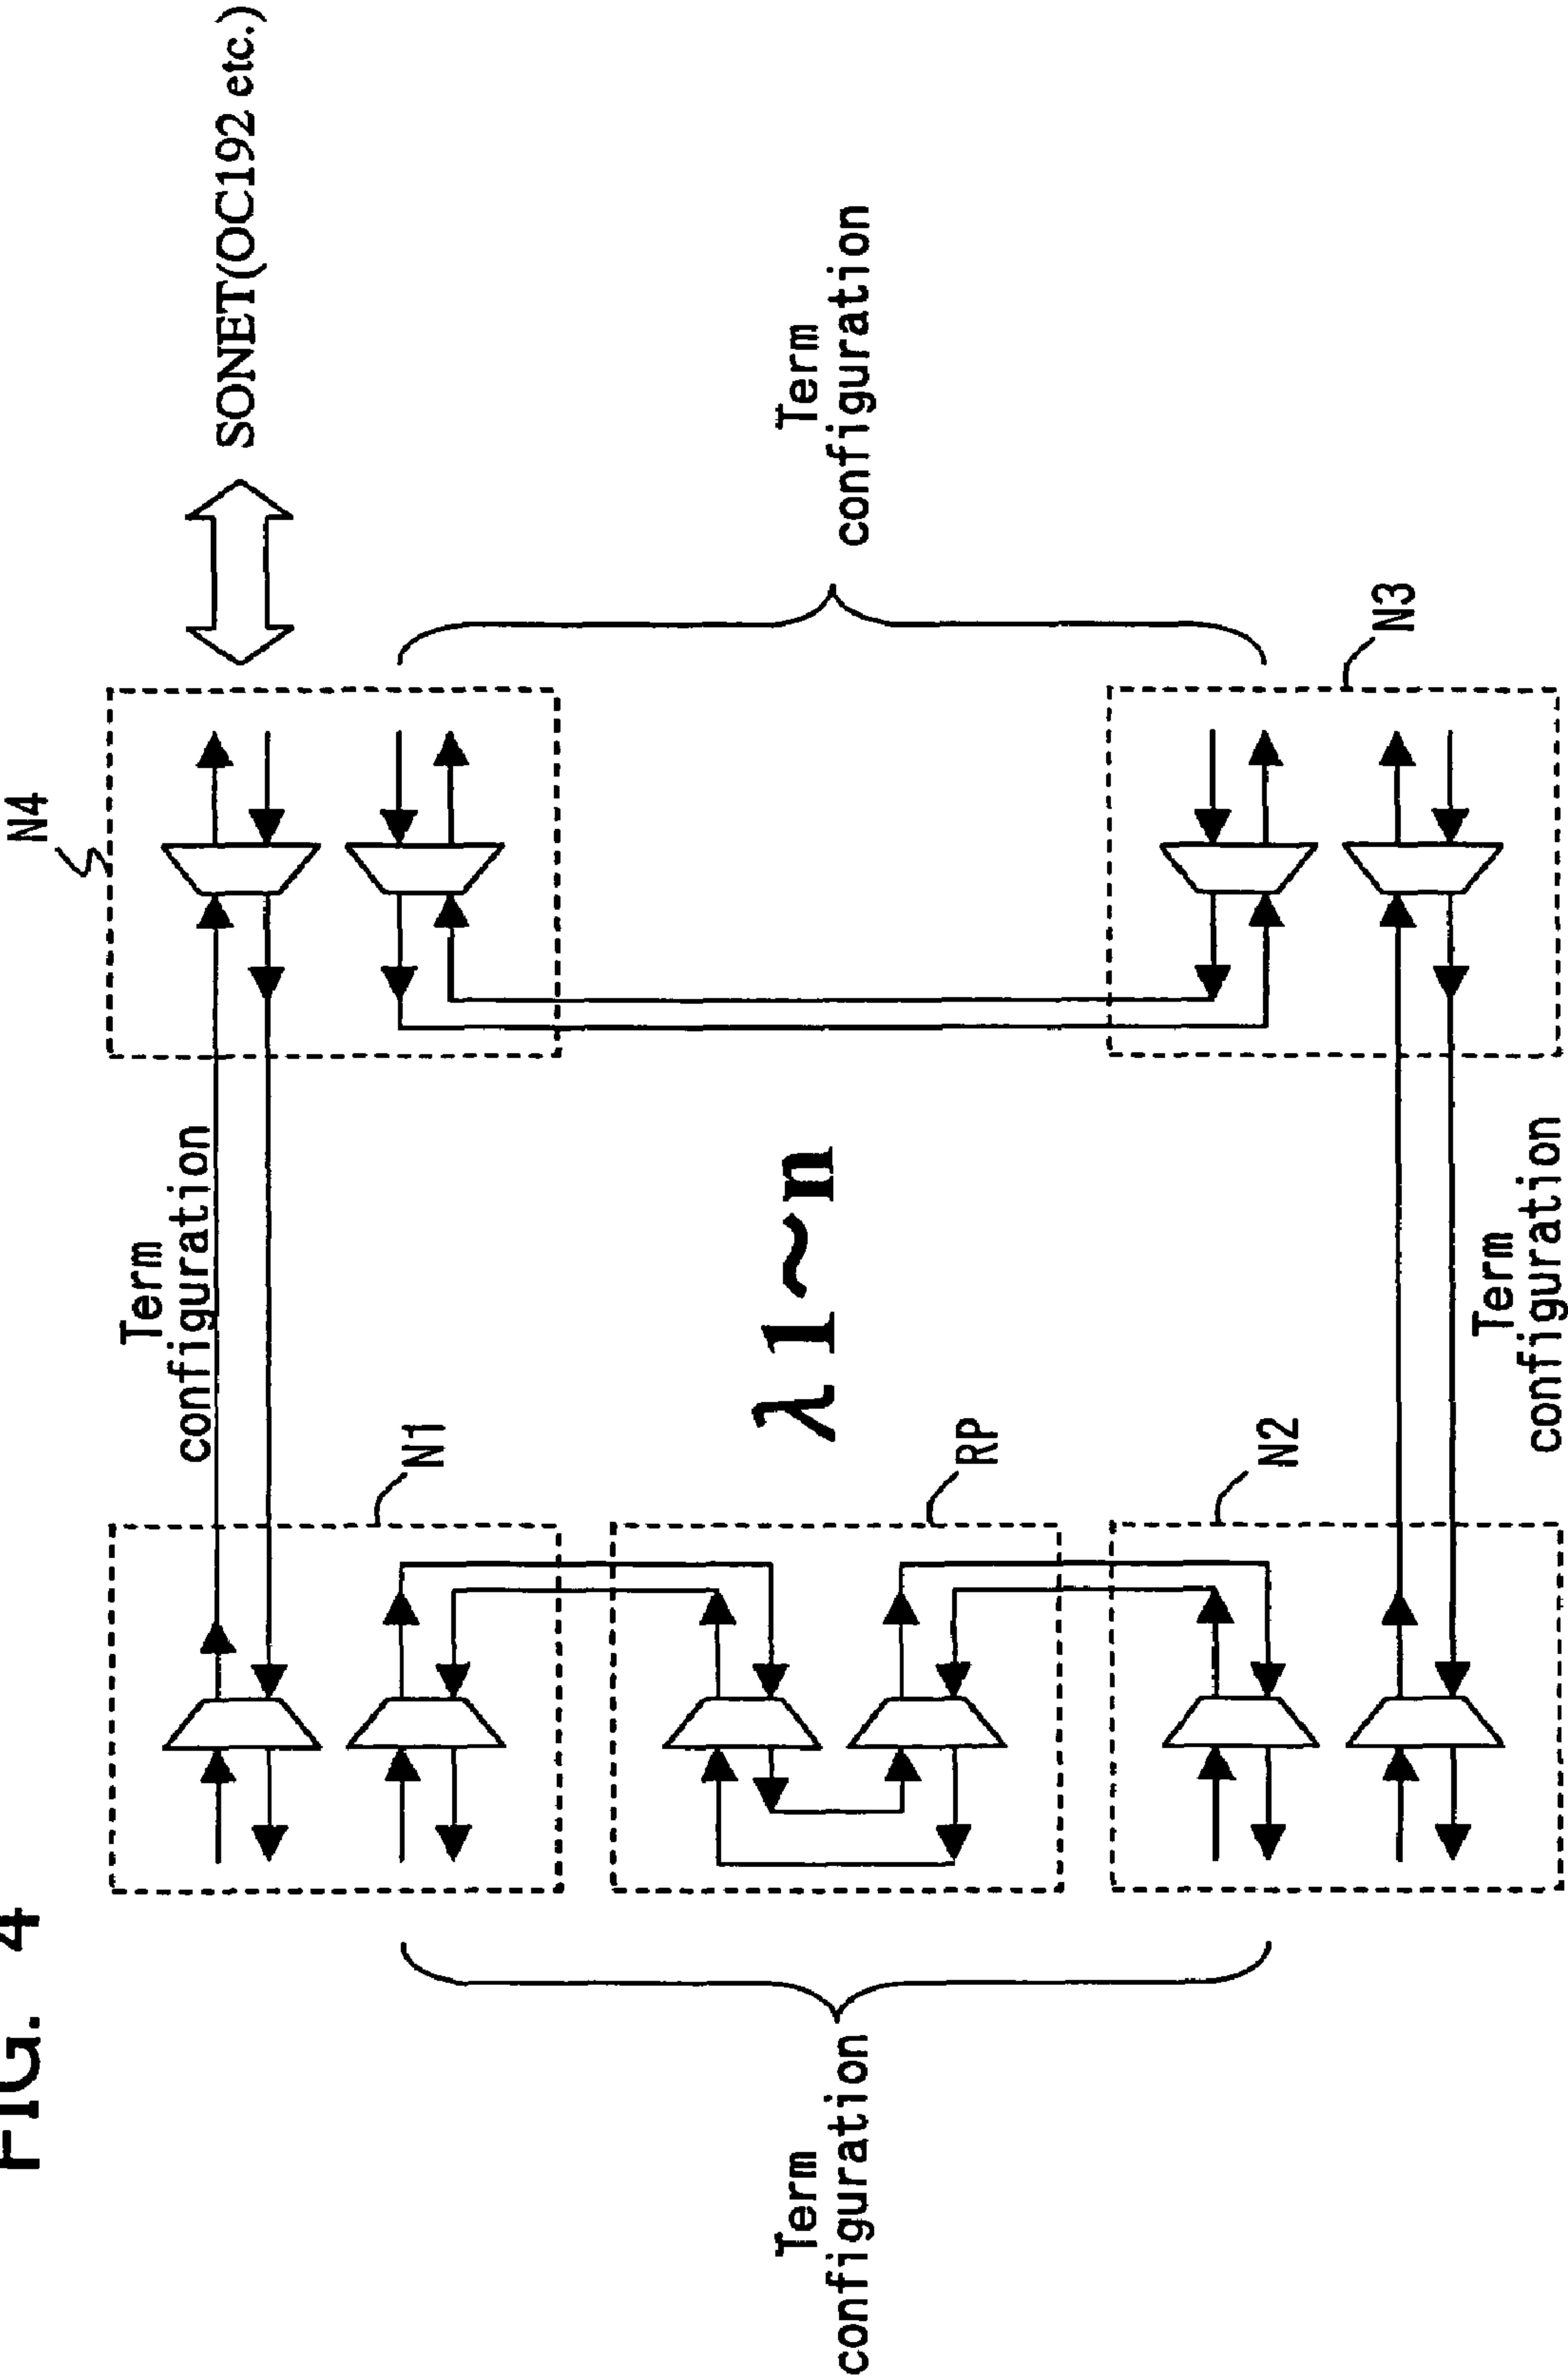 FIG. 4
N4
SONET(OC192 etc.)
Term
configuration
N1
Term
configuration
RP
λ1~n
Term
configuration
N2
N3
Term
configuration